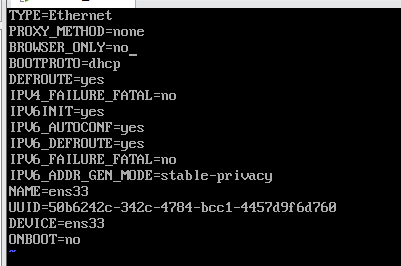 TYPE=Ethernet
PROXY_METHOD=none
BROWSER_ONLY=no_
BOOTPROTO=dhcp
DEFROUTE=yes
IPV4_FAILURE_FATAL=no
IPV6INIT=yes
IPV6_AUTOCONF=yes
IPV6_DEFROUTE=yes
IPV6_FAILURE_FATAL=no
IPV6_ADDR_GEN_MODE=stable-privacy
NAME=ens33
UUID=50b6242c-342c-4784-bcc1-4457d9f6d760
DEVICE=ens33
ONBOOT=no
~